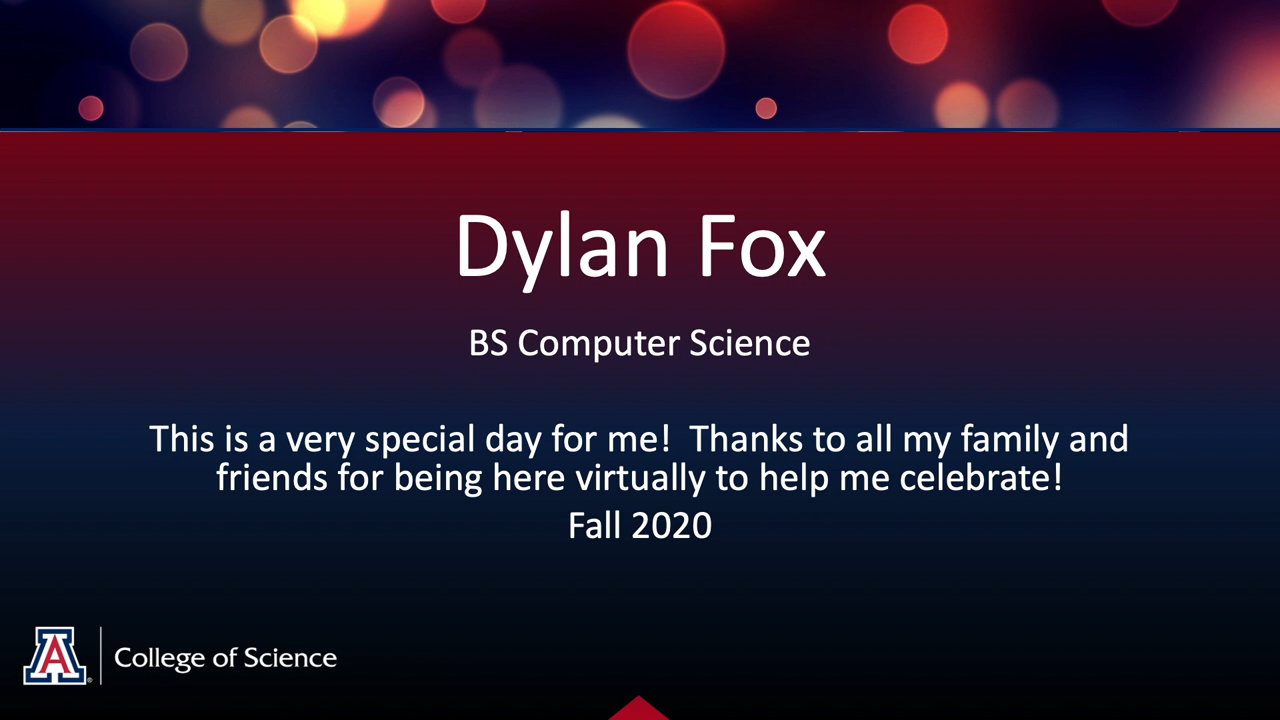 Dylan Fox
BS Computer Science
This is a very special day for me!  Thanks to all my family and
friends for being here virtually to help me celebrate!
Fall 2020
A ®
College of Science